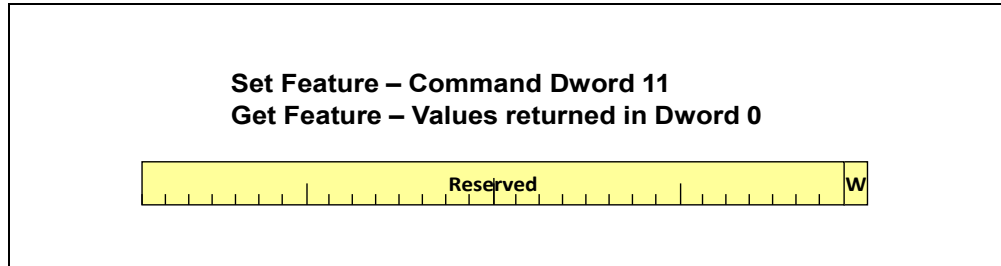 Set Feature – Command Dword 11
Get Feature – Values returned in Dword 0
Reserved W